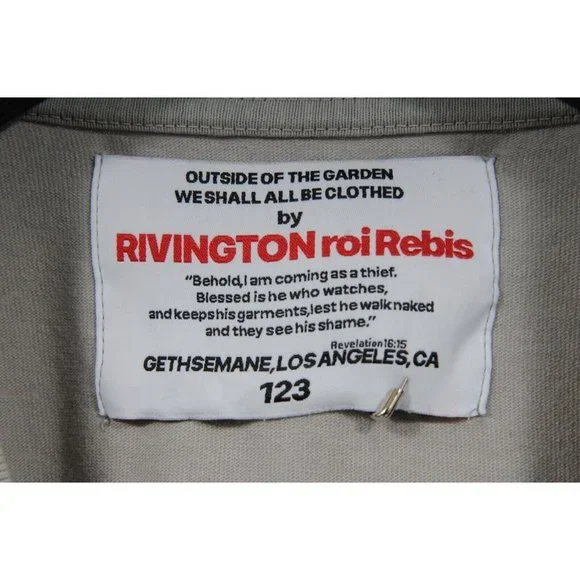 OUTSIDE OF THE GARDEN
WE SHALL ALL BE CLOTHED
by
RIVINGTON roi Rebis
"Behold, I am coming as a thief.
Blessed is he who watches,
and keeps his garments, lest he walk naked
and they see his shame."
Revelation 16:15
GETHSEMANE, LOS ANGELES, CA
123